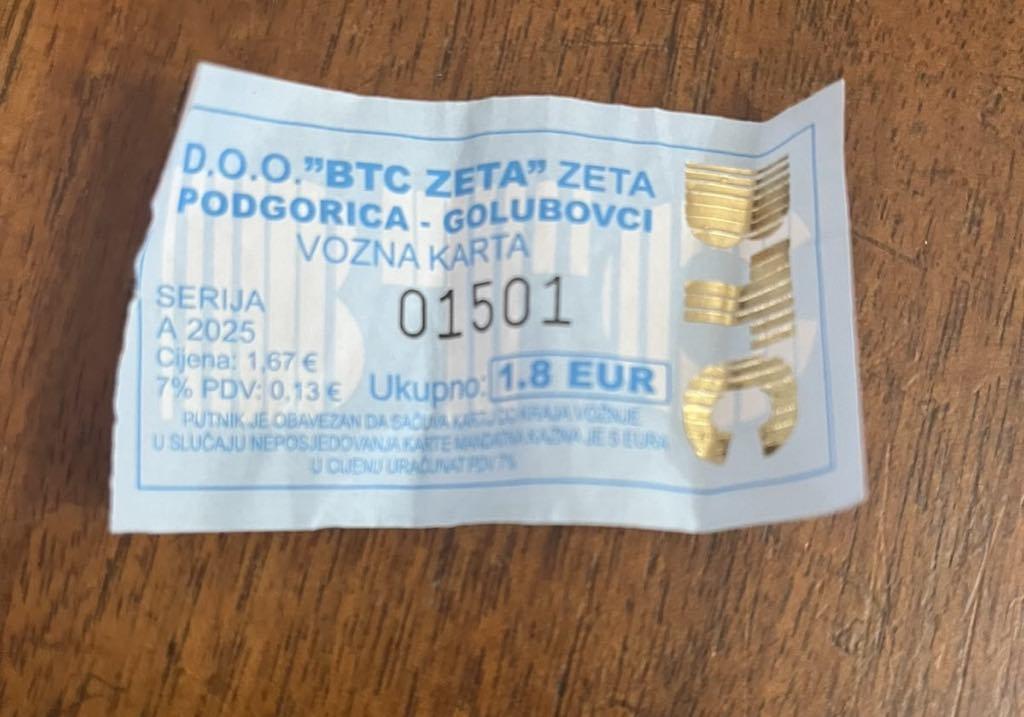 D.O.O."BTC ZETA" ZETA
PODGORICA - GOLUBOVCI
VOZNA KARTA
SERIJA
01501
A 2025
Cijena: 1,67 €
7% PDV: 0,13 €
Ukupno: 1.8 EUR
PUTNIK JE OBAVEZAN DA SAČUVA KARTU DO KRAJA VOŽNJE
U SLUČAJU NEPOSJEDOVANJA KARTE MANDATNA KAZNA JE 5 EURA
U CIJENU URAČUNAT PDV 7%
BTC